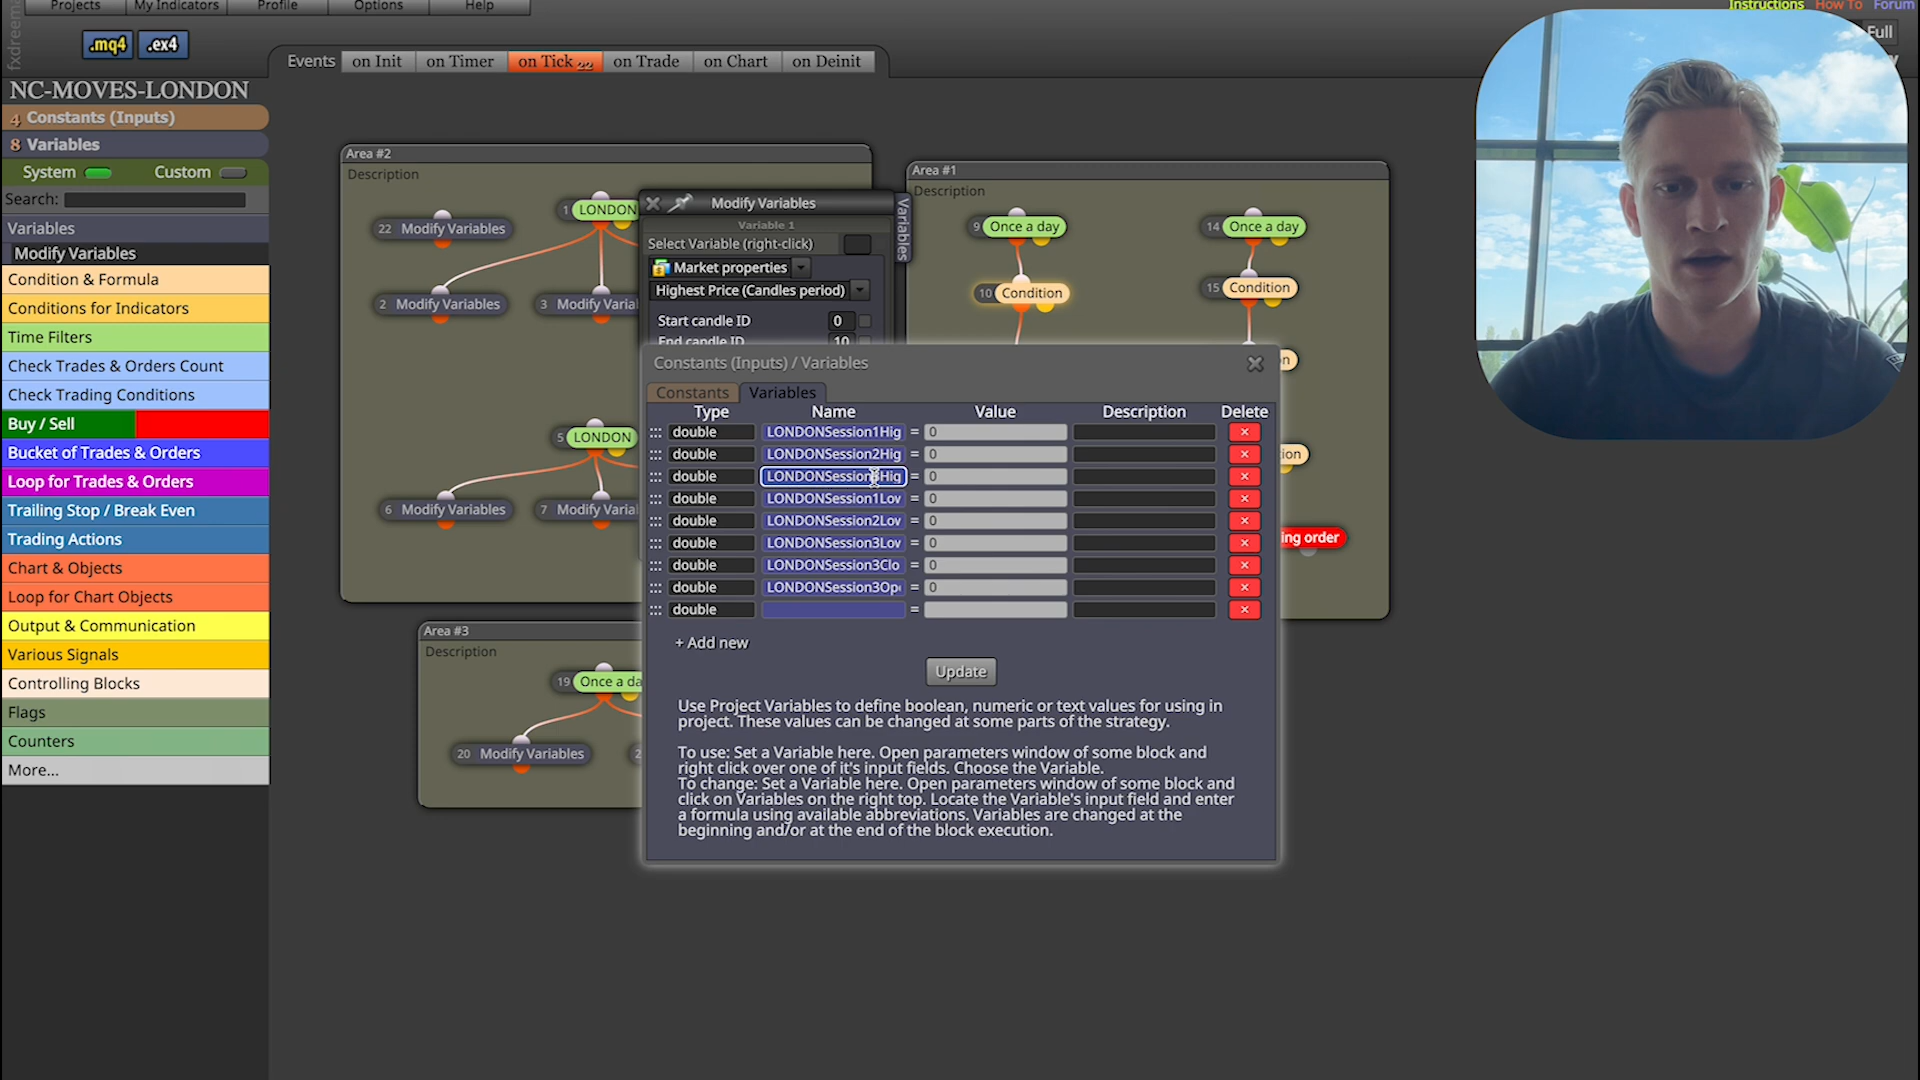 Projects
My Indicators
Profile
Options
Help
Instructions
How To
Forum
Full
.mq4
.ex4
Events
on Init
on Timer
on Tick 22
on Trade
on Chart
on Deinit
NC-MOVES-LONDON
4 Constants (Inputs)
8 Variables
System
Custom
Search:
Variables
Modify Variables
Condition & Formula
Conditions for Indicators
Time Filters
Check Trades & Orders Count
Check Trading Conditions
Buy / Sell
Bucket of Trades & Orders
Loop for Trades & Orders
Trailing Stop / Break Even
Trading Actions
Chart & Objects
Loop for Chart Objects
Output & Communication
Various Signals
Controlling Blocks
Flags
Counters
More...
Area #2
Description
22 Modify Variables
1 LONDON
2 Modify Variables
3 Modify Varia
5 LONDON
6 Modify Variables
7 Modify Varia
Area #3
Description
19 Once a da
20 Modify Variables
2
Area #1
Description
9 Once a day
10 Condition
14 Once a day
15 Condition
ion
ing order
Modify Variables
Variables
Variable 1
Select Variable (right-click)
Market properties
Highest Price (Candles period)
Start candle ID 0
End candle ID 10
Constants (Inputs) / Variables
Constants
Variables
Type Name Value Description Delete
double LONDONSession1Hig = 0
double LONDONSession2Hig = 0
double LONDONSession Hig = 0
double LONDONSession1Lov = 0
double LONDONSession2Lov = 0
double LONDONSession3Lov = 0
double LONDONSession3Clo = 0
double LONDONSession3Op = 0
double =
+ Add new
Update
Use Project Variables to define boolean, numeric or text values for using in
project. These values can be changed at some parts of the strategy.
To use: Set a Variable here. Open parameters window of some block and
right click over one of it's input fields. Choose the Variable.
To change: Set a Variable here. Open parameters window of some block and
click on Variables on the right top. Locate the Variable's input field and enter
a formula using available abbreviations. Variables are changed at the
beginning and/or at the end of the block execution.